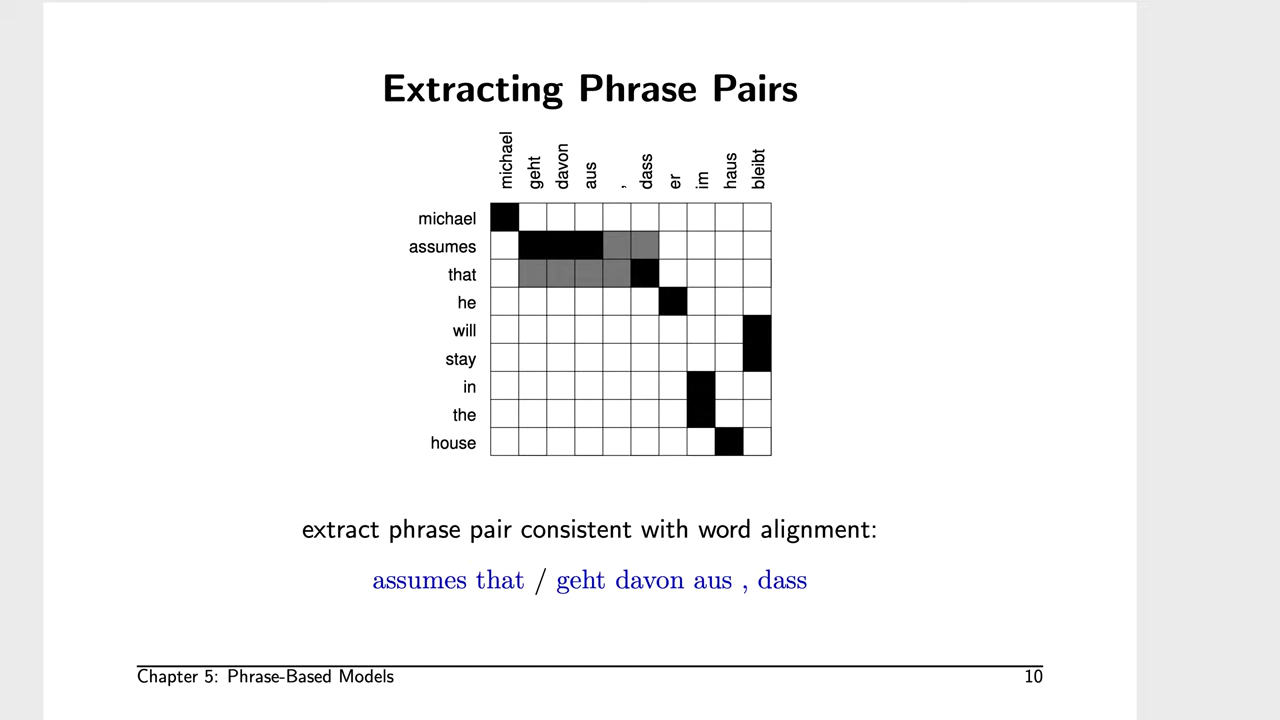 Extracting Phrase Pairs
michael
geht
davon
aus
,
dass
er
im
haus
bleibt
michael
assumes
that
he
will
stay
in
the
house
extract phrase pair consistent with word alignment:
assumes that / geht davon aus , dass
Chapter 5: Phrase-Based Models 10